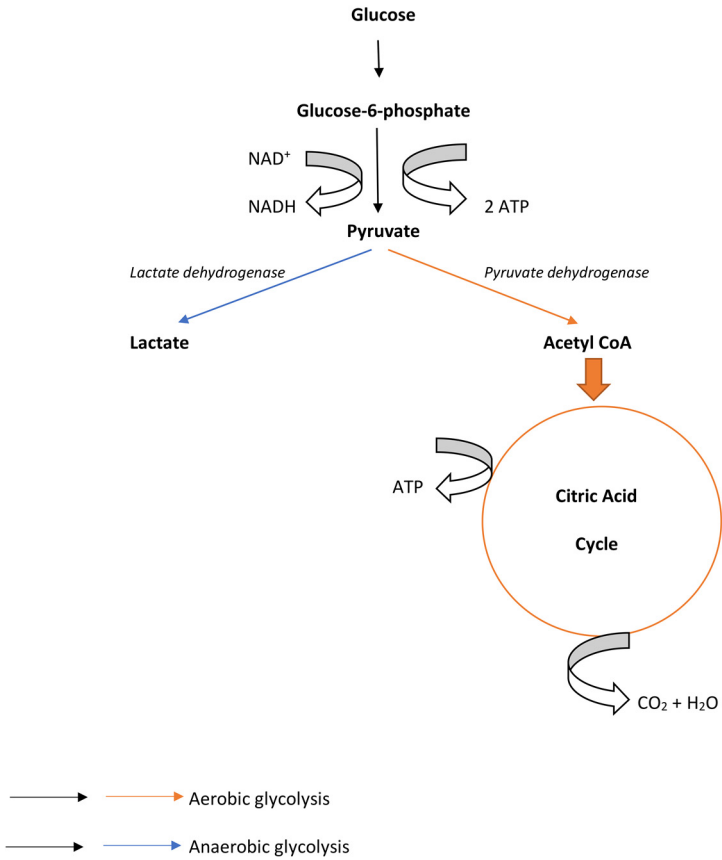 Glucose
Glucose-6-phosphate
NAD⁺
NADH
2 ATP
Pyruvate
Lactate dehydrogenase
Pyruvate dehydrogenase
Lactate
Acetyl CoA
ATP
Citric Acid
Cycle
CO₂ + H₂O
Aerobic glycolysis
Anaerobic glycolysis